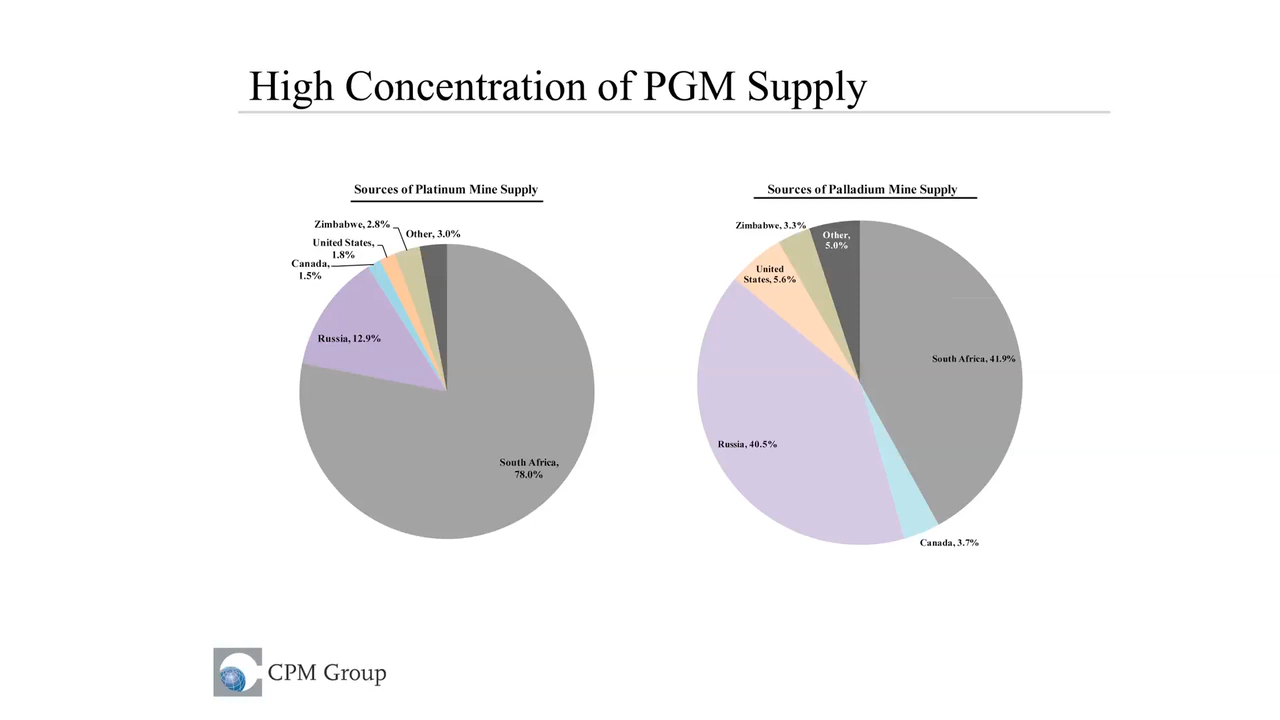 High Concentration of PGM Supply
Sources of Platinum Mine Supply
Zimbabwe, 2.8%
Other, 3.0%
United States,
1.8%
Canada,
1.5%
Russia, 12.9%
South Africa,
78.0%
Sources of Palladium Mine Supply
Zimbabwe, 3.3%
Other,
5.0%
United
States, 5.6%
South Africa, 41.9%
Russia, 40.5%
Canada, 3.7%
CPM Group